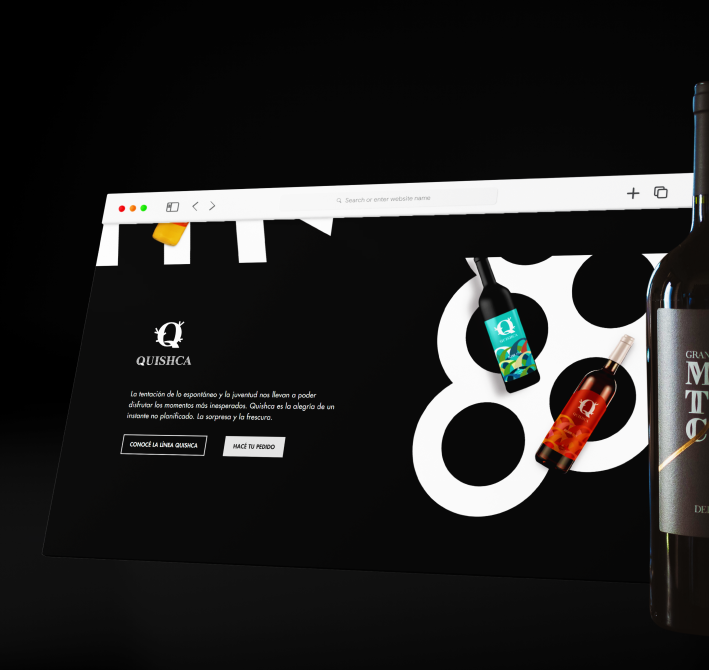 Search or enter website name
Q
QUISHCA
La tentación de lo espontáneo y la juventud nos llevan a poder
disfrutar los momentos más inesperados. Quishca es la alegría de un
instante no planificado. La sorpresa y la frescura.
CONOCÉ LA LÍNEA QUISHCA
HACÉ TU PEDIDO
Q
Q
GRAN
M
T
C
DE